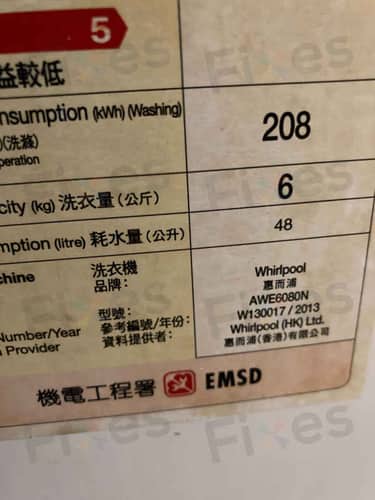 5
益較低
nsumption (kWh) (Washing)
)(洗滌)
peration
208
city (kg) 洗衣量 (公斤)
6
mption (litre) 耗水量 (公升)
48
chine
洗衣機
品牌：
Whirlpool
惠而浦
型號：
AWE6080N
Number/Year
參考編號/年份：
W130017 / 2013
n Provider
資料提供者：
Whirlpool (HK) Ltd.
惠而浦(香港)有限公司
機電工程署 EMSD
Fixes